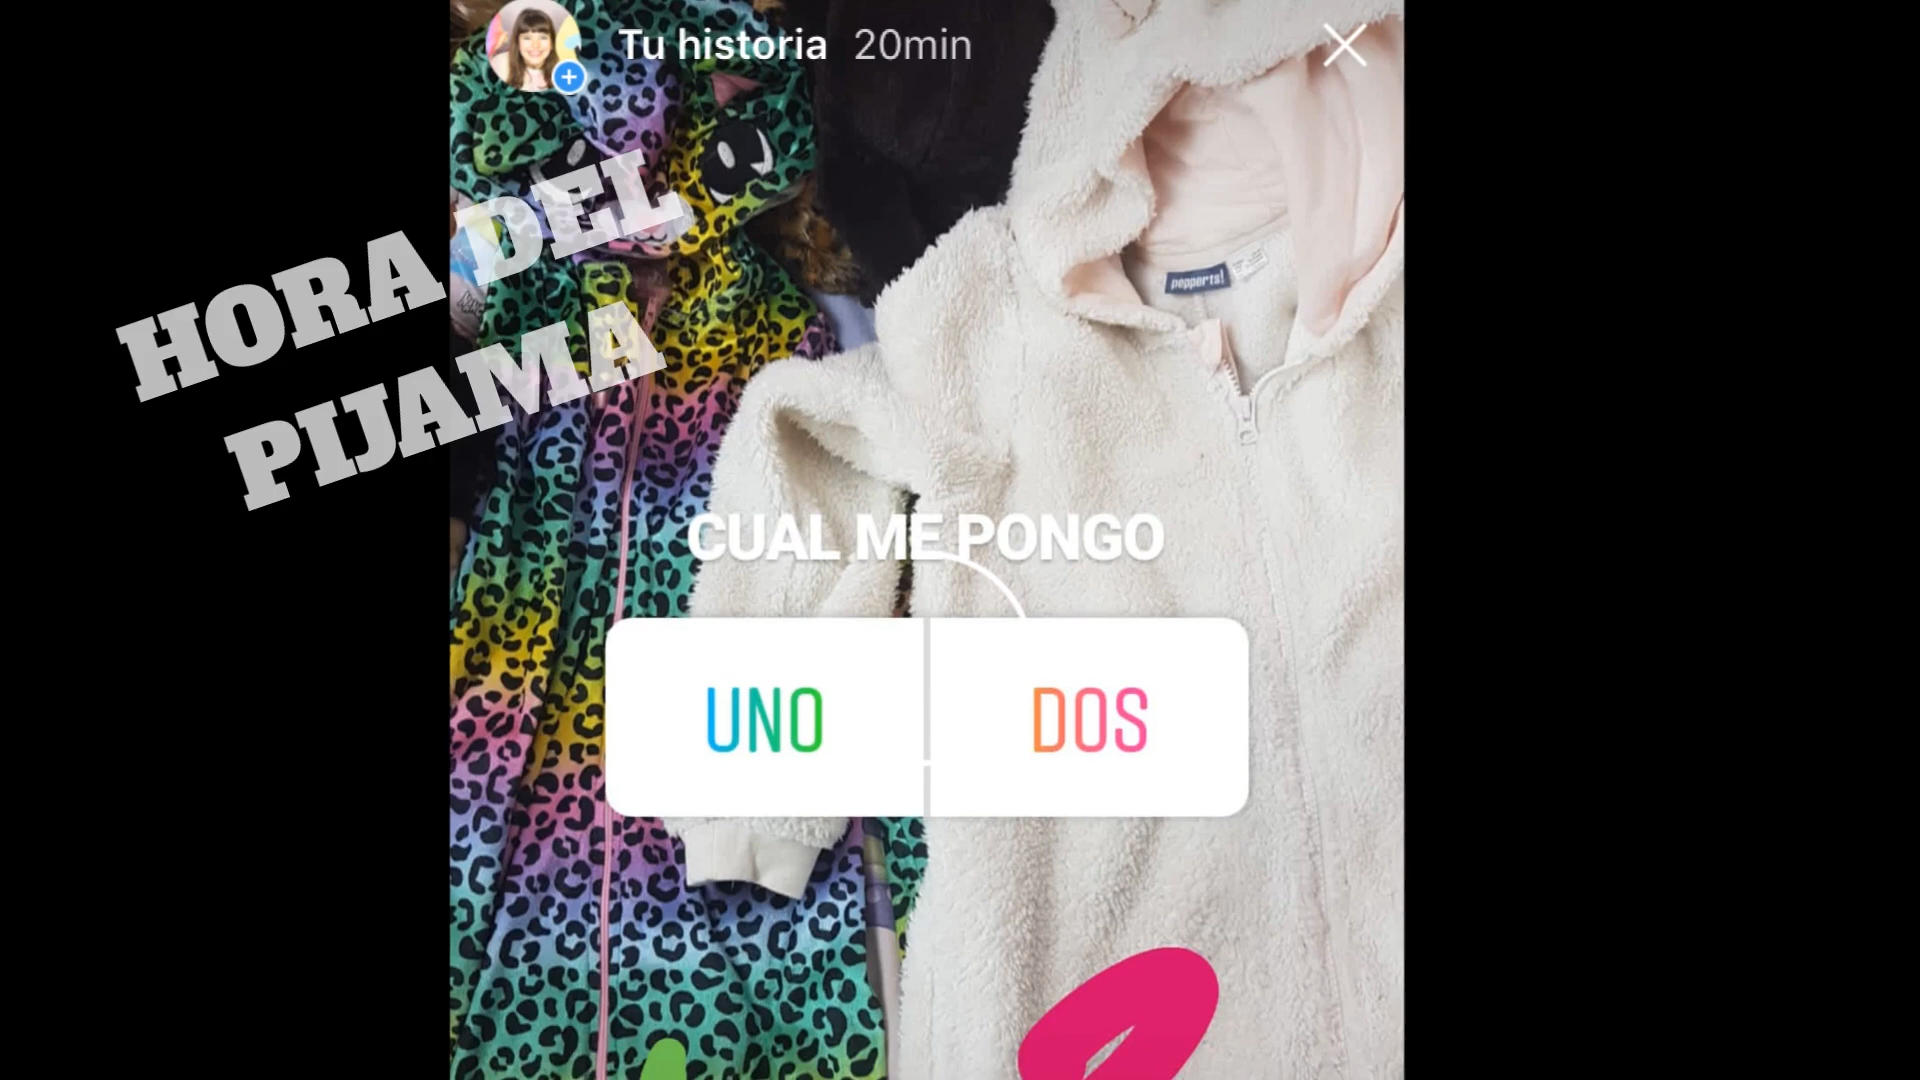 Tu historia 20min
HORA DEL
PIJAMA
pepperts!
CUAL ME PONGO
UNO
DOS